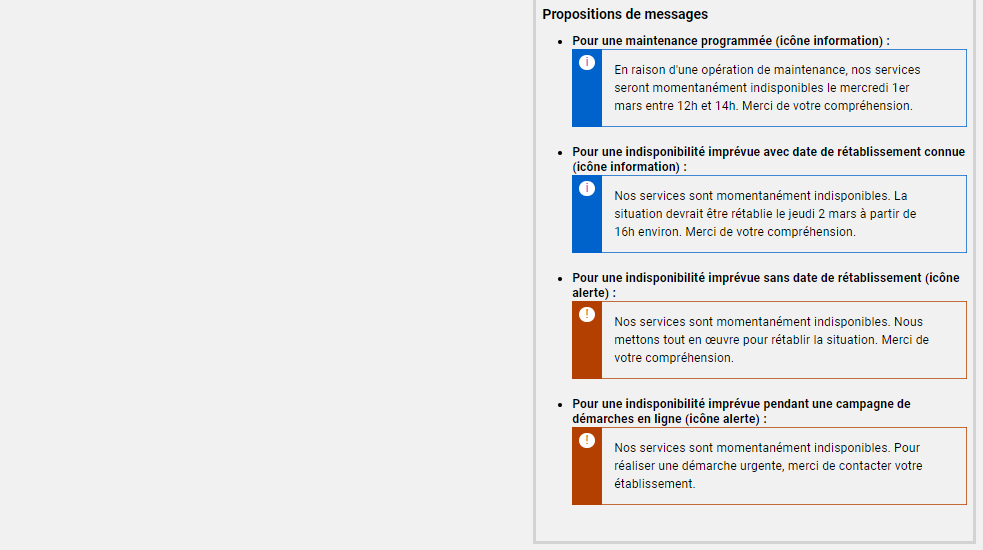 Propositions de messages
• Pour une maintenance programmée (icône information) :
i
En raison d'une opération de maintenance, nos services
seront momentanément indisponibles le mercredi 1er
mars entre 12h et 14h. Merci de votre compréhension.
• Pour une indisponibilité imprévue avec date de rétablissement connue
(icône information) :
i
Nos services sont momentanément indisponibles. La
situation devrait être rétablie le jeudi 2 mars à partir de
16h environ. Merci de votre compréhension.
• Pour une indisponibilité imprévue sans date de rétablissement (icône
alerte) :
!
Nos services sont momentanément indisponibles. Nous
mettons tout en œuvre pour rétablir la situation. Merci de
votre compréhension.
• Pour une indisponibilité imprévue pendant une campagne de
démarches en ligne (icône alerte) :
!
Nos services sont momentanément indisponibles. Pour
réaliser une démarche urgente, merci de contacter votre
établissement.